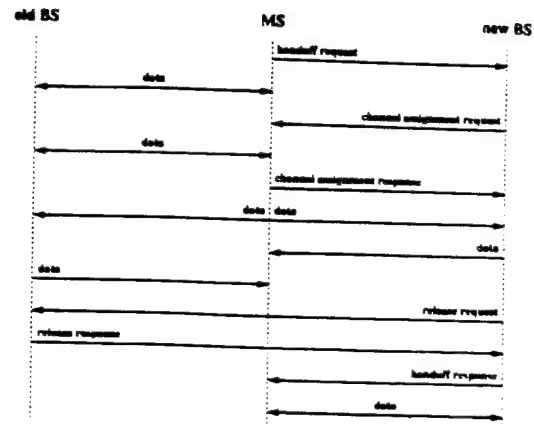 old BS
MS
new BS
handoff request
data
channel assignment request
data
channel assignment response
data data
data
data
release request
release response
handoff response
data